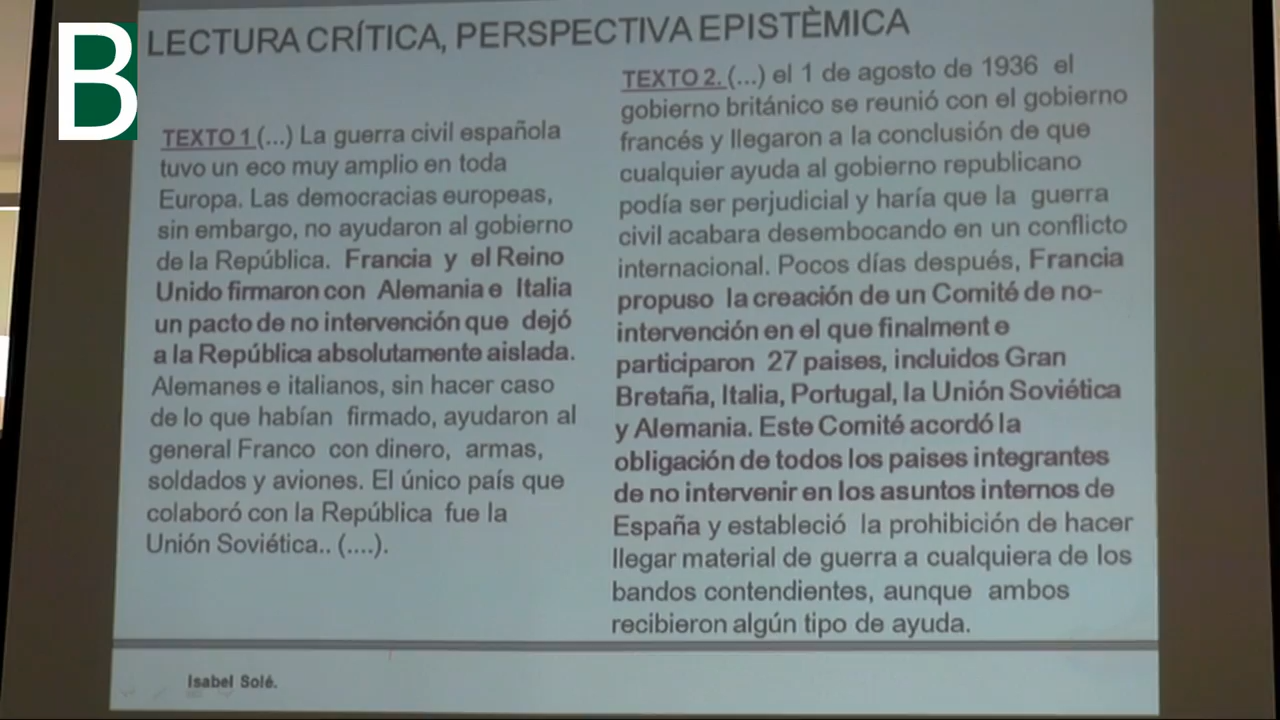 B
LECTURA CRÍTICA, PERSPECTIVA EPISTÈMICA
TEXTO 1 (...) La guerra civil española
tuvo un eco muy amplio en toda
Europa. Las democracias europeas,
sin embargo, no ayudaron al gobierno
de la República. Francia y el Reino
Unido firmaron con Alemania e Italia
un pacto de no intervención que dejó
a la República absolutamente aislada.
Alemanes e italianos, sin hacer caso
de lo que habían firmado, ayudaron al
general Franco con dinero, armas,
soldados y aviones. El único país que
colaboró con la República fue la
Unión Soviética.. (....).
TEXTO 2. (...) el 1 de agosto de 1936 el
gobierno británico se reunió con el gobierno
francés y llegaron a la conclusión de que
cualquier ayuda al gobierno republicano
podía ser perjudicial y haría que la guerra
civil acabara desembocando en un conflicto
internacional. Pocos días después, Francia
propuso la creación de un Comité de no-
intervención en el que finalment e
participaron 27 paises, incluidos Gran
Bretaña, Italia, Portugal, la Unión Soviética
y Alemania. Este Comité acordó la
obligación de todos los paises integrantes
de no intervenir en los asuntos internos de
España y estableció la prohibición de hacer
llegar material de guerra a cualquiera de los
bandos contendientes, aunque ambos
recibieron algún tipo de ayuda.
Isabel Solé.